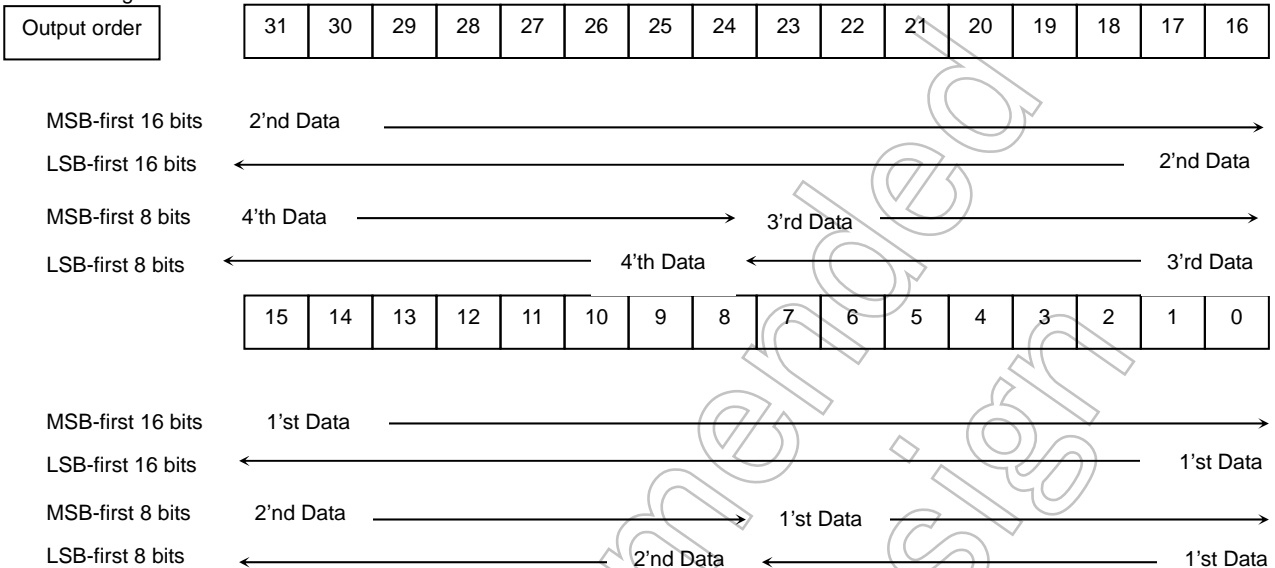 Output order 31 30 29 28 27 26 25 24 23 22 21 20 19 18 17 16
MSB-first 16 bits 2'nd Data
LSB-first 16 bits 2'nd Data
MSB-first 8 bits 4'th Data 3'rd Data
LSB-first 8 bits 4'th Data 3'rd Data
15 14 13 12 11 10 9 8 7 6 5 4 3 2 1 0
MSB-first 16 bits 1'st Data
LSB-first 16 bits 1'st Data
MSB-first 8 bits 2'nd Data 1'st Data
LSB-first 8 bits 2'nd Data 1'st Data